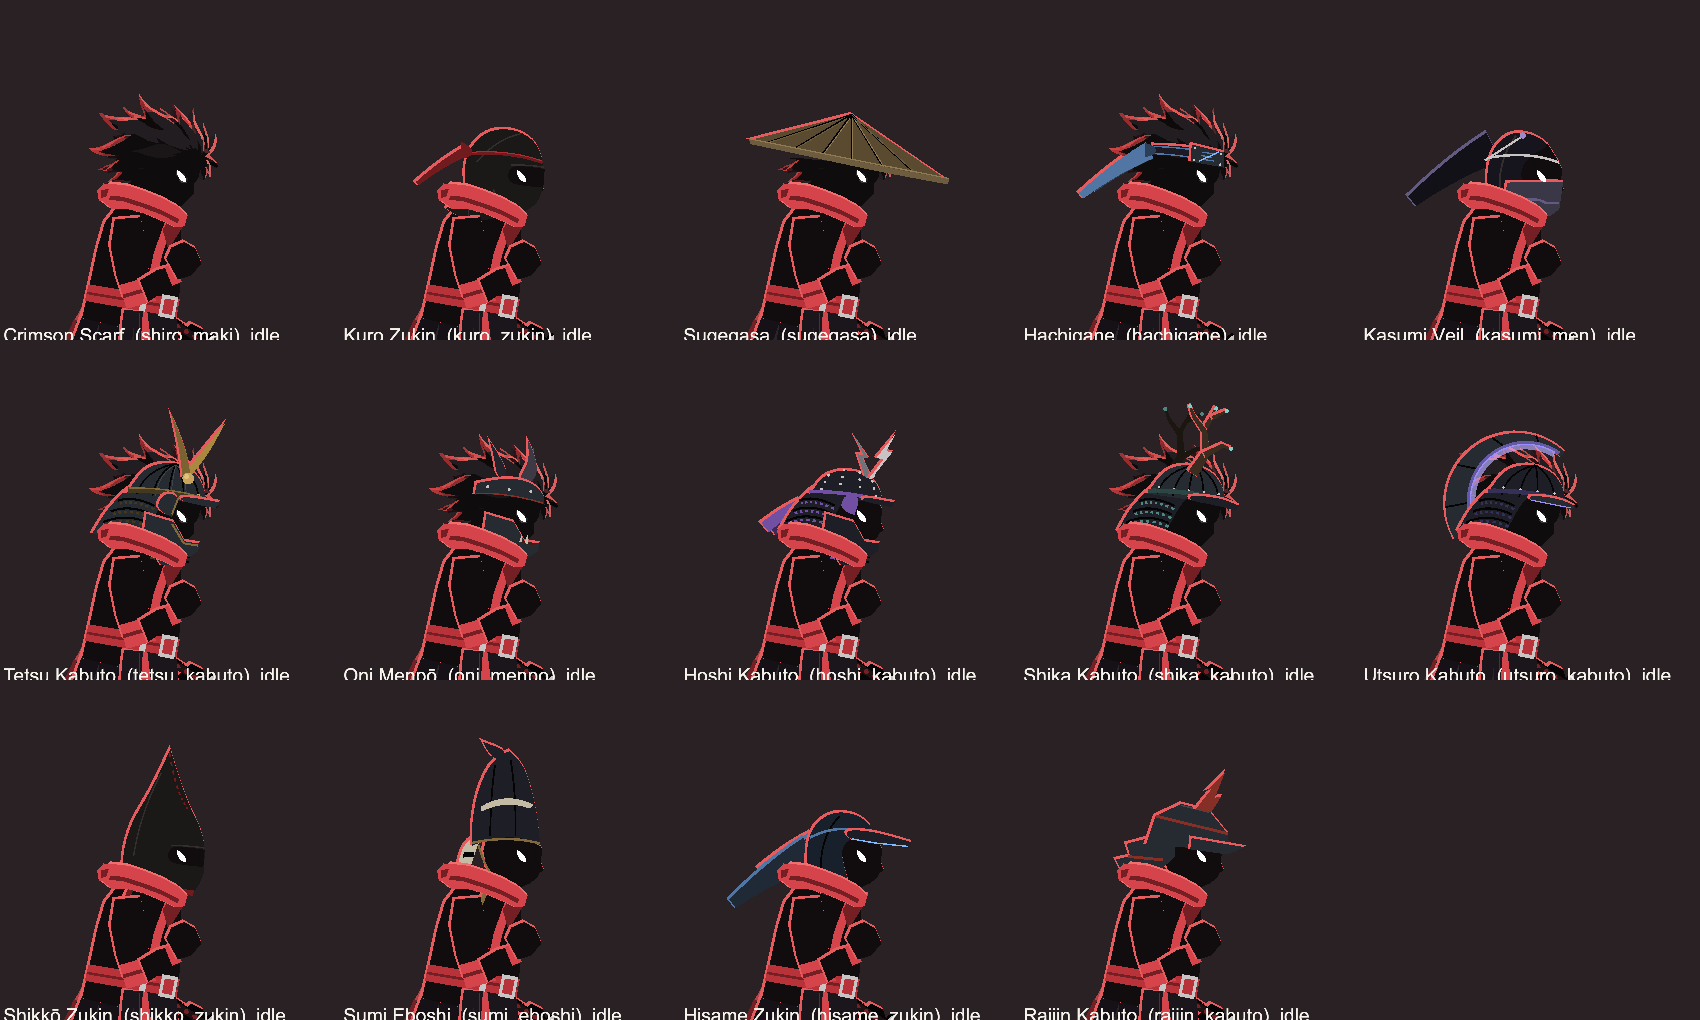 Crimson Scarf (shiro_maki) idle
Kuro Zukin (kuro_zukin) idle
Sugegasa (sugegasa) idle
Hachigane (hachigane) idle
Kasumi Veil (kasumi_men) idle
Tetsu Kabuto (tetsu_kabuto) idle
Oni Menpō (oni_menpo) idle
Hoshi Kabuto (hoshi_kabuto) idle
Shika Kabuto (shika_kabuto) idle
Utsuro Kabuto (utsuro_kabuto) idle
Shikkō Zukin (shikko_zukin) idle
Sumi Eboshi (sumi_eboshi) idle
Hisame Zukin (hisame_zukin) idle
Raijin Kabuto (raijin_kabuto) idle